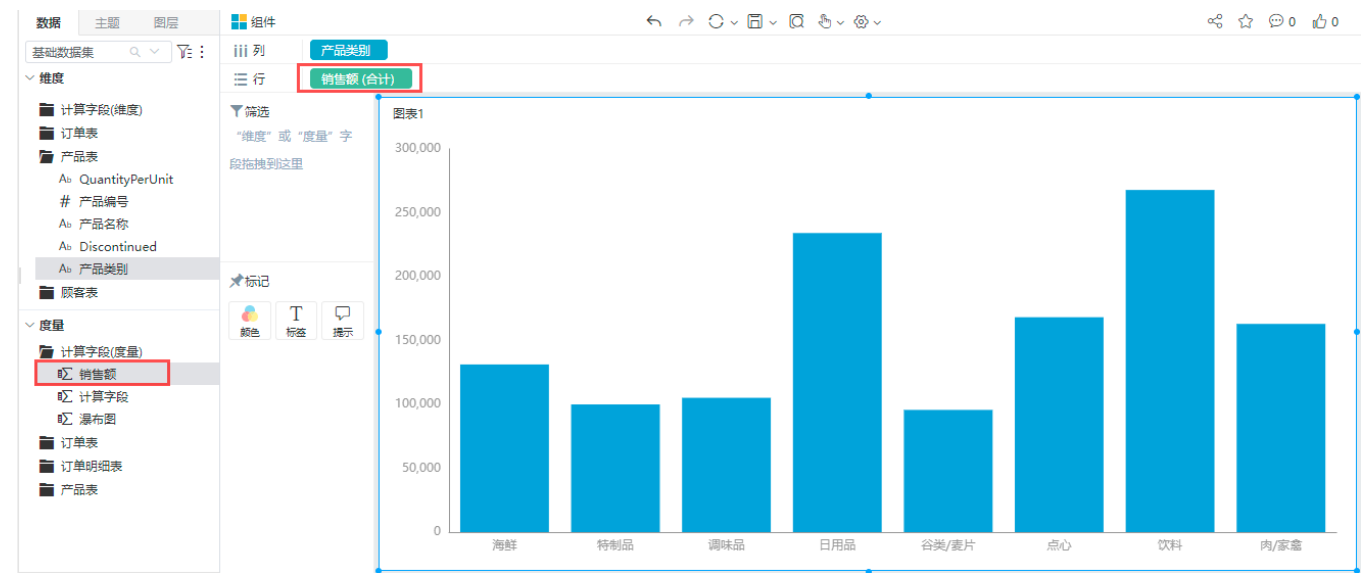 数据 主题 图层
基础数据集
维度
计算字段(维度)
订单表
产品表
Ab QuantityPerUnit
# 产品编号
Ab 产品名称
Ab Discontinued
Ab 产品类别
顾客表
度量
计算字段(度量)
销售额
计算字段
瀑布图
订单表
订单明细表
产品表
组件
0 0
列 产品类别
行 销售额 (合计)
筛选
“维度”或“度量”字
段拖拽到这里
标记
T
颜色 标签 提示
图表1
300,000
250,000
200,000
150,000
100,000
50,000
0
海鲜 特制品 调味品 日用品 谷类/麦片 点心 饮料 肉/家禽